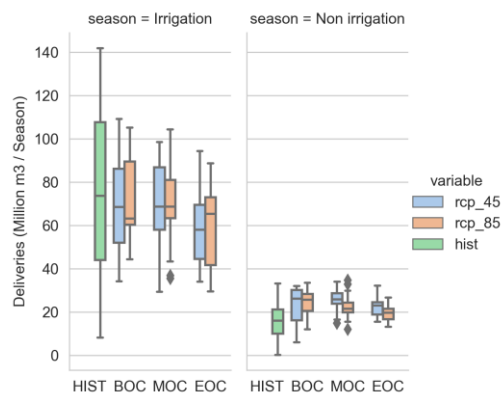 season = Irrigation
season = Non irrigation
Deliveries (Million m3 / Season)
140
120
100
80
60
40
20
0
HIST BOC MOC EOC
HIST BOC MOC EOC
variable
rcp_45
rcp_85
hist